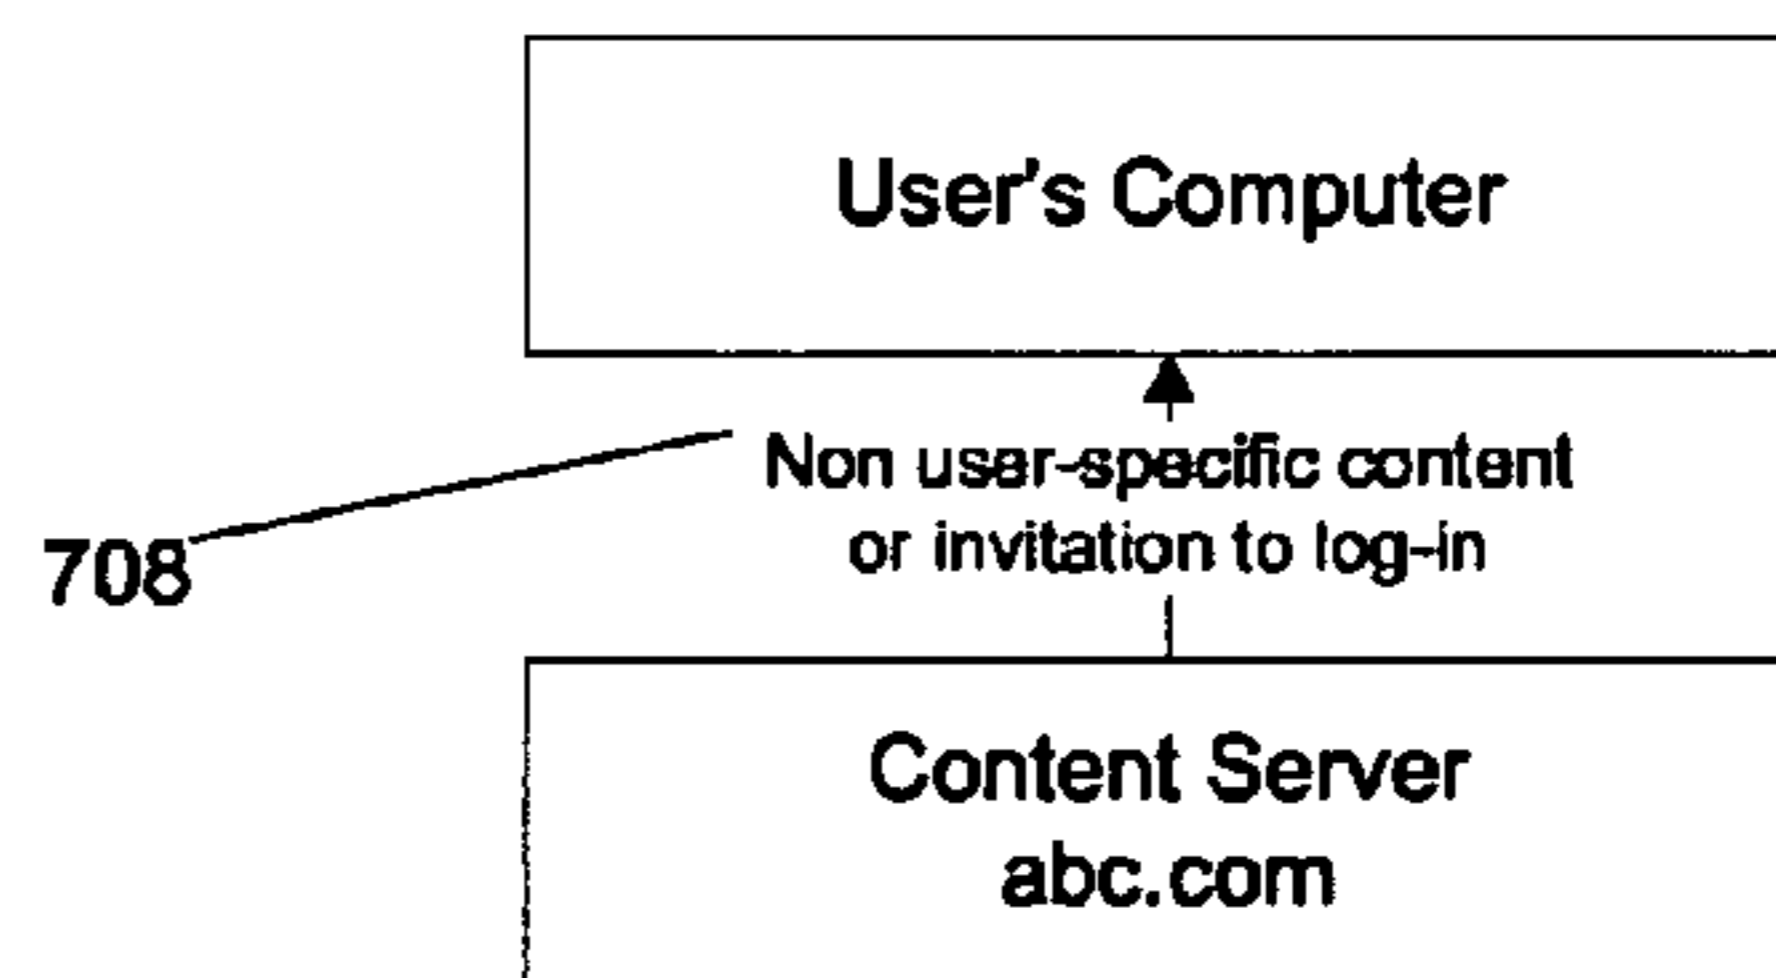 User's Computer
Non user-specific content
or invitation to log-in
708
Content Server
abc.com